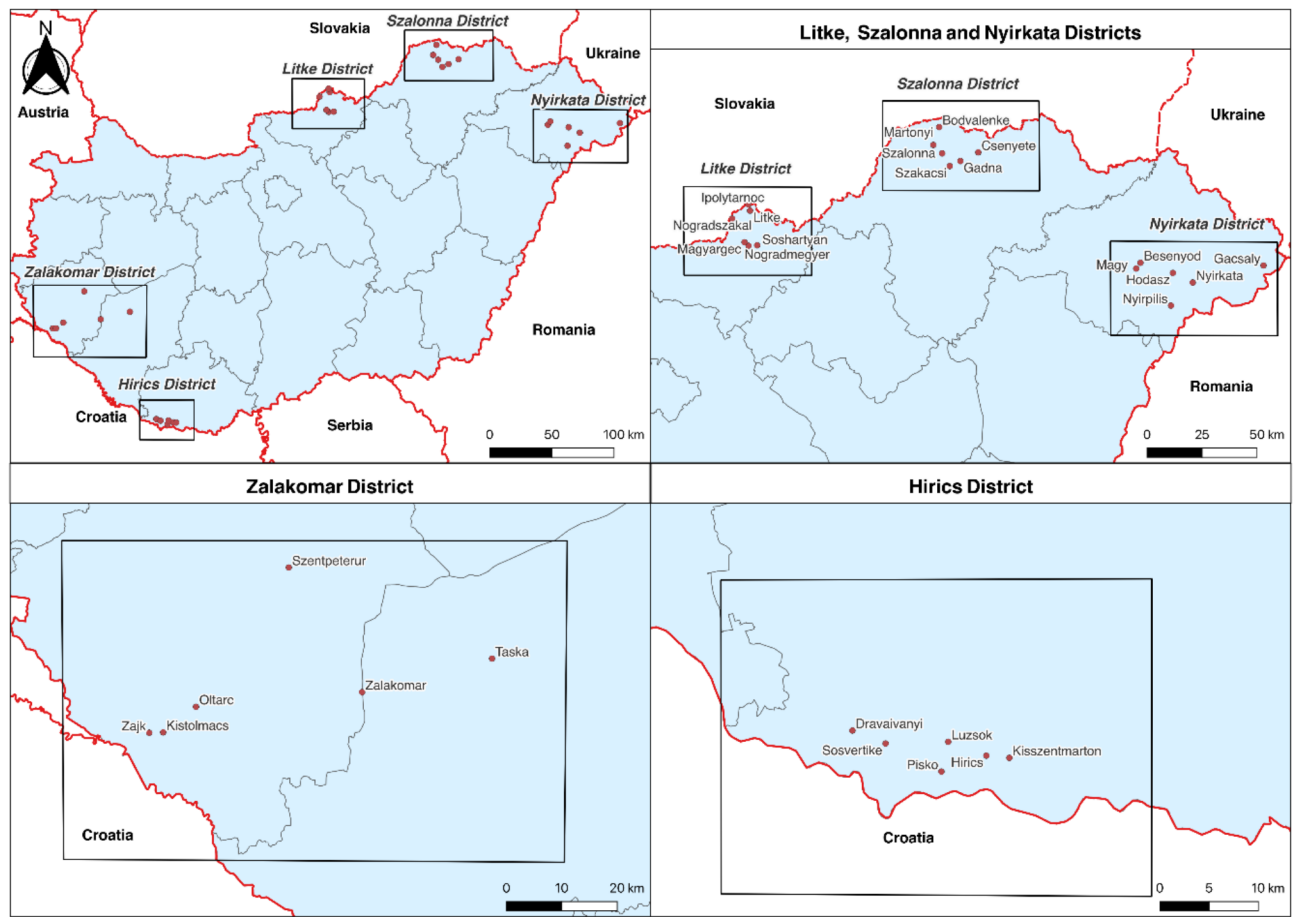 N
Slovakia
Szalonna District
Ukraine
Litke District
Austria
Nyirkata District
Zalakomar District
Romania
Hirics District
Croatia
Serbia
0 50 100 km
Litke, Szalonna and Nyirkata Districts
Slovakia
Szalonna District
Ukraine
Bodvalenke
Martonyi
Csenyete
Szalonna
Gadna
Szakacsi
Litke District
Ipolytarnoc
Litke
Nogradszakal
Soshartyan
Magyargec
Nogradmegyer
Nyirkata District
Besenyod
Gacsaly
Magy
Hodasz
Nyirkata
Nyirpilis
Romania
0 25 50 km
Zalakomar District
Szentpeterur
Taska
Zalakomar
Oltarc
Zajk
Kistolmacs
Croatia
0 10 20 km
Hirics District
Dravaivanyi
Luzsok
Sosvertike
Kisszentmarton
Pisko
Hirics
Croatia
0 5 10 km